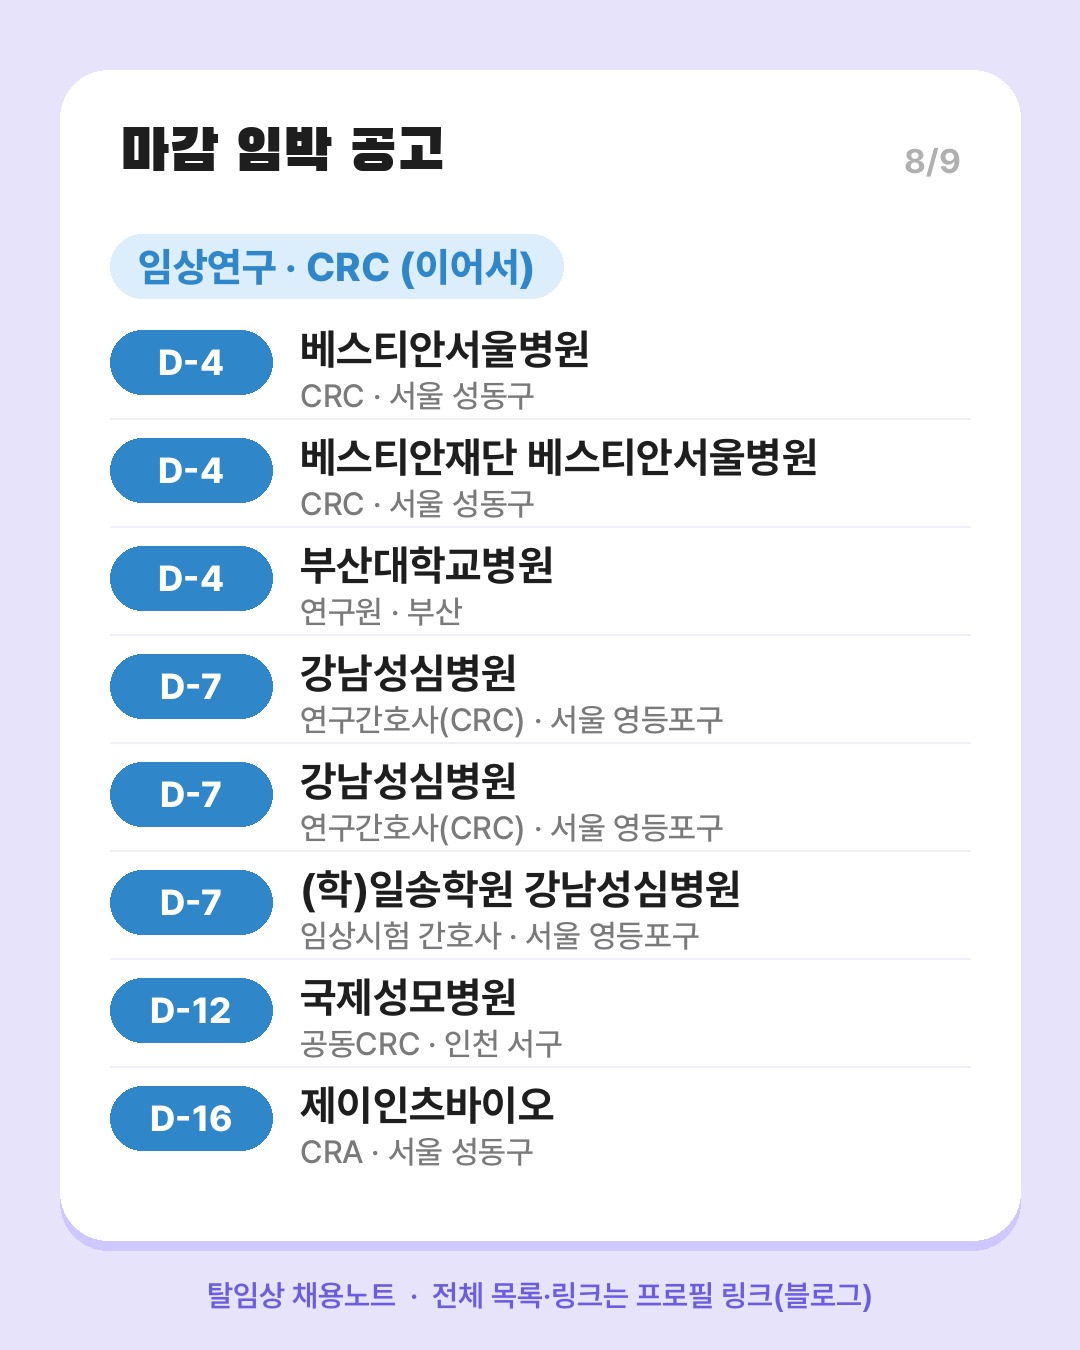 마감 임박 공고
8/9
임상연구 · CRC (이어서)
D-4
베스티안서울병원
CRC · 서울 성동구
D-4
베스티안재단 베스티안서울병원
CRC · 서울 성동구
D-4
부산대학교병원
연구원 · 부산
D-7
강남성심병원
연구간호사(CRC) · 서울 영등포구
D-7
강남성심병원
연구간호사(CRC) · 서울 영등포구
D-7
(학)일송학원 강남성심병원
임상시험 간호사 · 서울 영등포구
D-12
국제성모병원
공동CRC · 인천 서구
D-16
제이인츠바이오
CRA · 서울 성동구
탈임상 채용노트 · 전체 목록·링크는 프로필 링크(블로그)